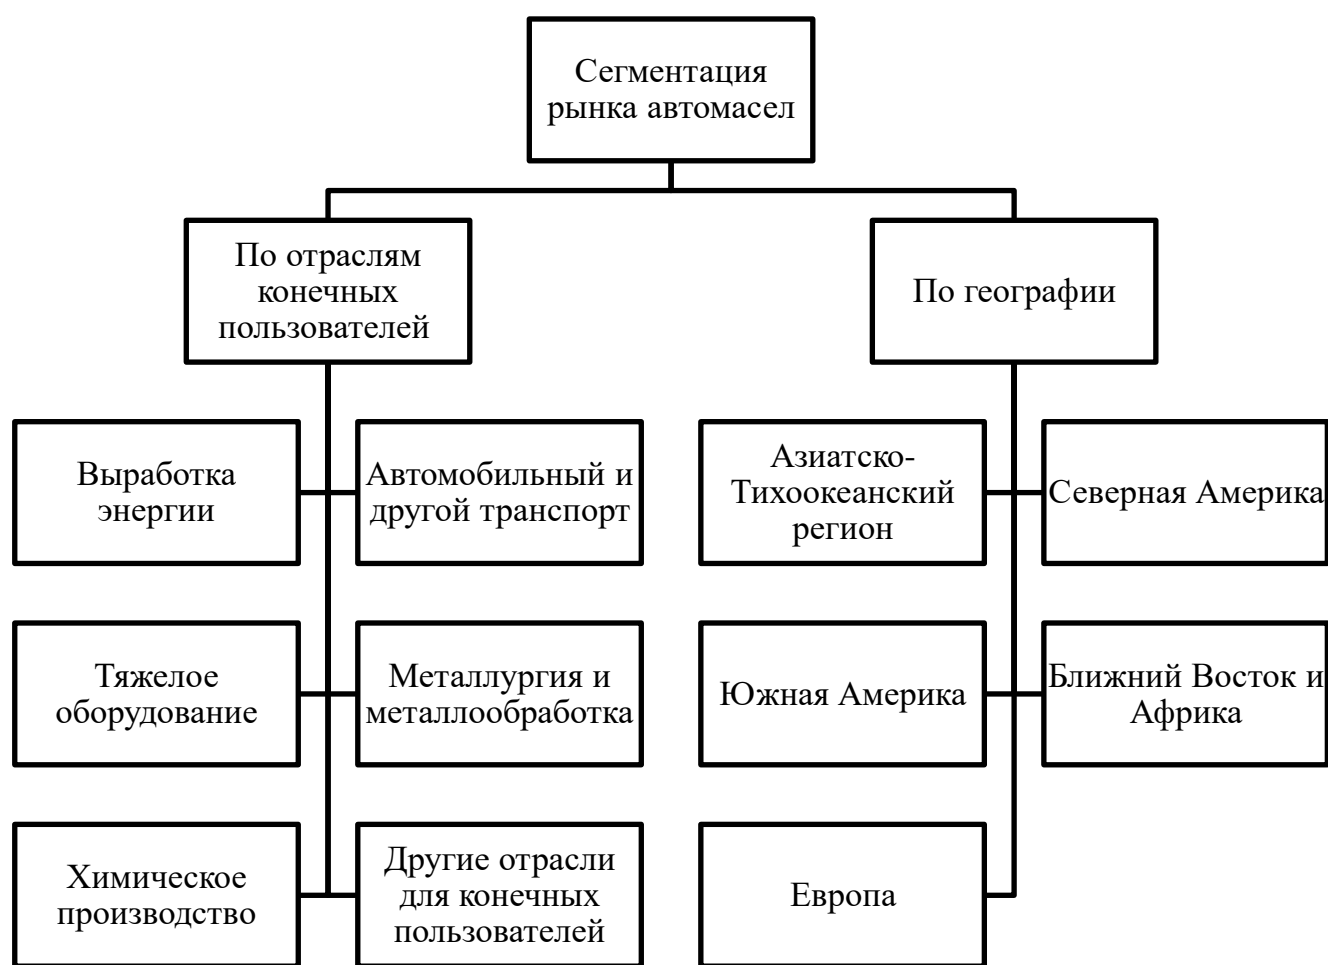 Сегментация
рынка автомасел
По отраслям
конечных
пользователей
По географии
Выработка
энергии
Автомобильный и
другой транспорт
Азиатско-
Тихоокеанский
регион
Северная Америка
Тяжелое
оборудование
Металлургия и
металлообработка
Южная Америка
Ближний Восток и
Африка
Химическое
производство
Другие отрасли
для конечных
пользователей
Европа